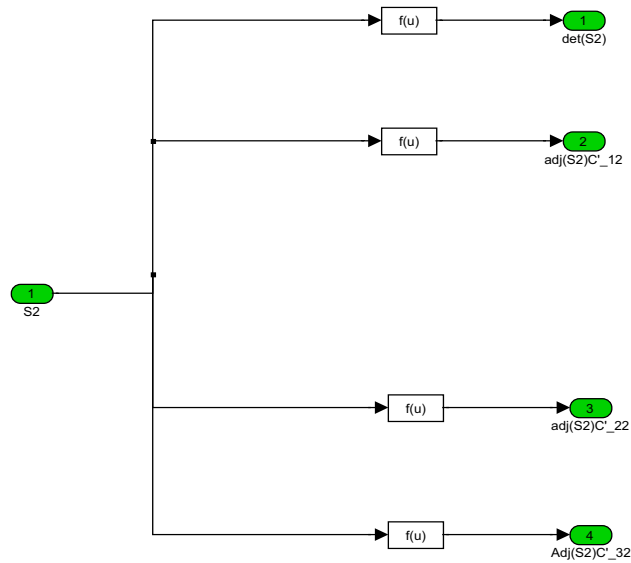 f(u)
1
det(S2)
f(u)
2
adj(S2)C'_12
1
S2
f(u)
3
adj(S2)C'_22
f(u)
4
Adj(S2)C'_32